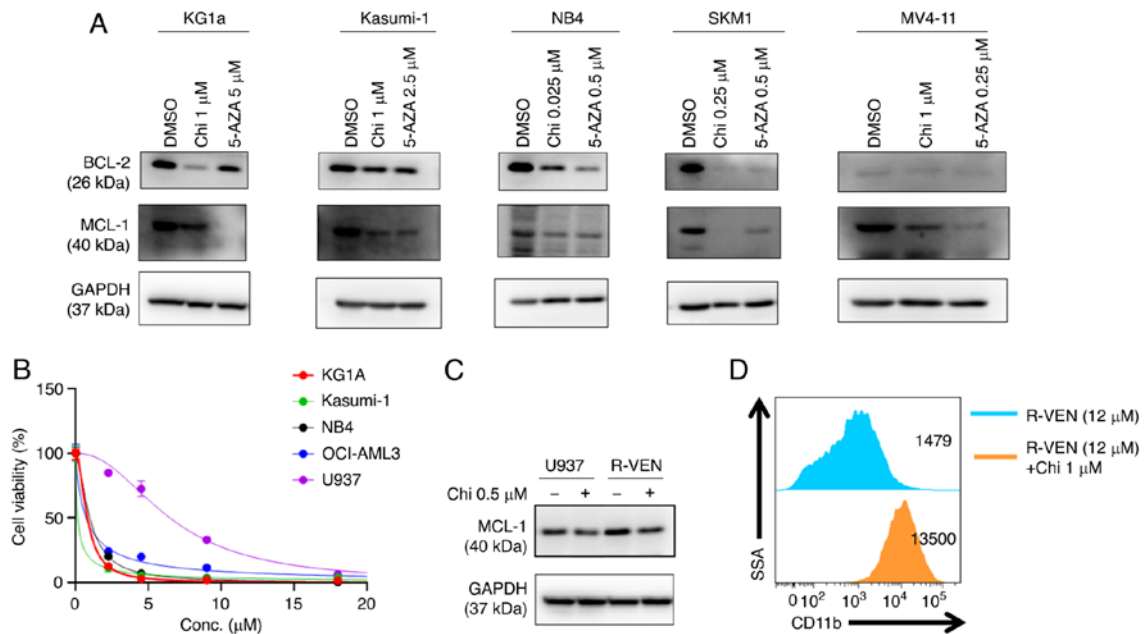 A
KG1a Kasumi-1 NB4 SKM1 MV4-11
DMSO Chi 1 μM 5-AZA 5 μM DMSO Chi 1 μM 5-AZA 2.5 μM DMSO Chi 0.025 μM 5-AZA 0.5 μM DMSO Chi 0.25 μM 5-AZA 0.5 μM DMSO Chi 1 μM 5-AZA 0.25 μM
BCL-2
(26 kDa)
MCL-1
(40 kDa)
GAPDH
(37 kDa)
B
Cell viability (%)
150
100
50
0
0 5 10 15 20
Conc. (μM)
KG1A
Kasumi-1
NB4
OCI-AML3
U937
C
U937 R-VEN
Chi 0.5 μM − + − +
MCL-1
(40 kDa)
GAPDH
(37 kDa)
D
SSA
1479
13500
0 10² 10³ 10⁴ 10⁵
CD11b
R-VEN (12 μM)
R-VEN (12 μM)
+Chi 1 μM